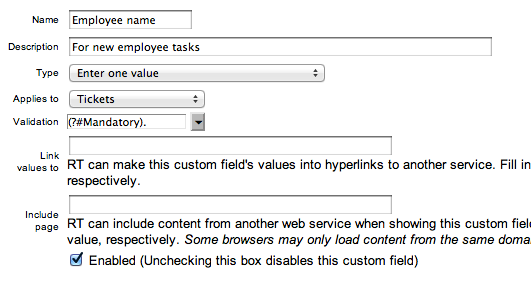 Name Employee name
Description For new employee tasks
Type Enter one value
Applies to Tickets
Validation (?#Mandatory).
Link values to
RT can make this custom field's values into hyperlinks to another service. Fill in
respectively.
Include page
RT can include content from another web service when showing this custom
value, respectively. Some browsers may only load content from the same
Enabled (Unchecking this box disables this custom field)